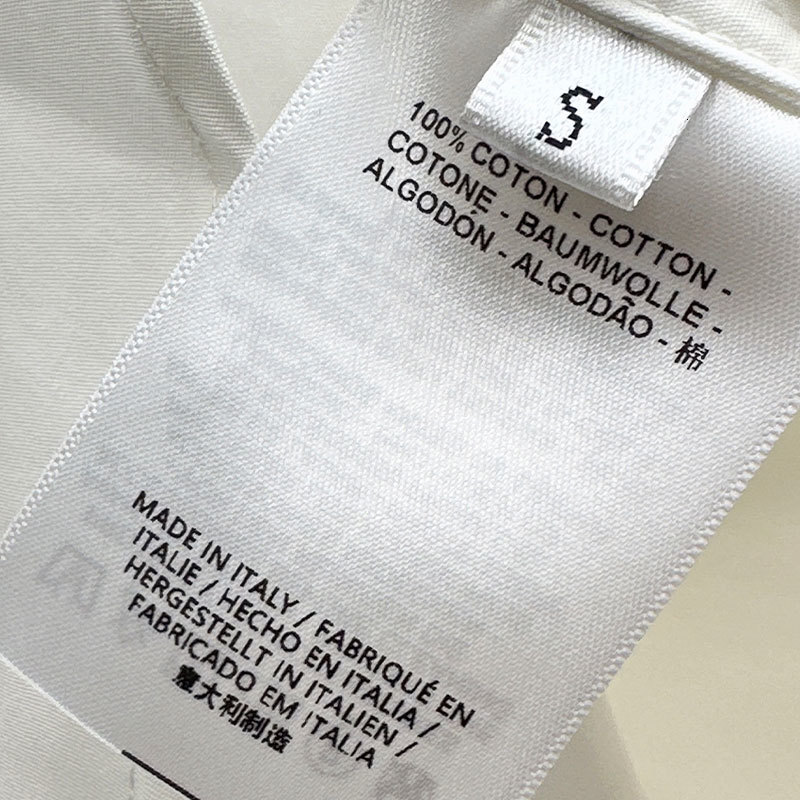 S
100% COTON - COTTON -
COTONE - BAUMWOLLE -
ALGODÓN - ALGODÃO - 棉
MADE IN ITALY / FABRIQUÉ EN
ITALIE / HECHO EN ITALIA /
HERGESTELLT IN ITALIEN /
FABRICADO EM ITALIA
意大利制造